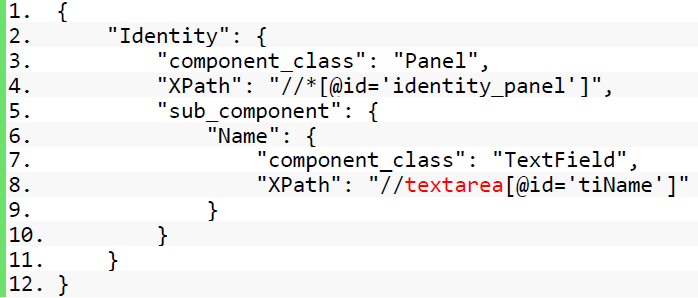 1. {
2.     "Identity": {
3.         "component_class": "Panel",
4.         "XPath": "//*[@id='identity_panel']",
5.         "sub_component": {
6.             "Name": {
7.                 "component_class": "TextField",
8.                 "XPath": "//textarea[@id='tiName']"
9.             }
10.         }
11.     }
12. }